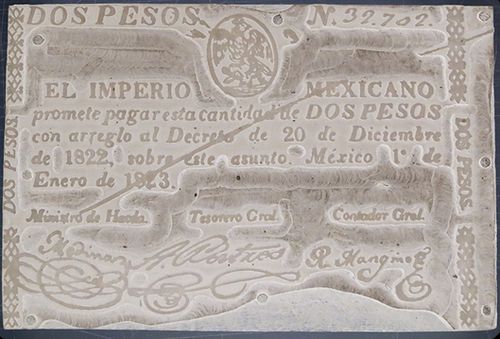 DOS PESOS. N. 32,702.
EL IMPERIO MEXICANO
promete pagar esta cantidad de DOS PESOS
con arreglo al Decreto de 20 de Diciembre
de 1822, sobre este asunto. México 1º de
Enero de 1823.
Ministro de Hacda. Tesorero Gral. Contador Gral.
Medina
DOS PESOS
DOS PESOS